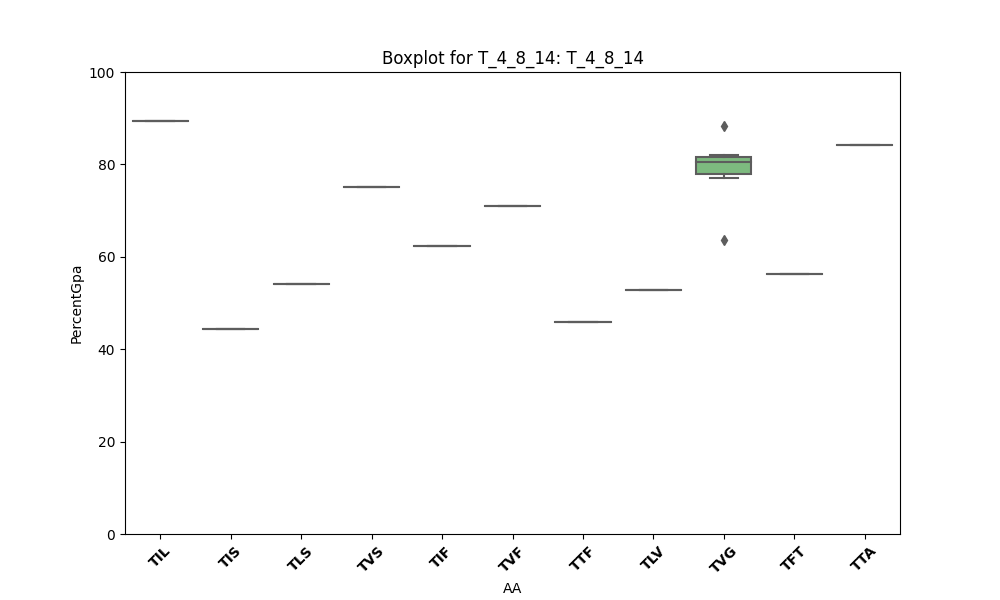 Boxplot for T_4_8_14: T_4_8_14
PercentGpa
100
80
60
40
20
0
TIL TIS TLS TVS TIF TVF TTF TLV TVG TFT TTA
AA